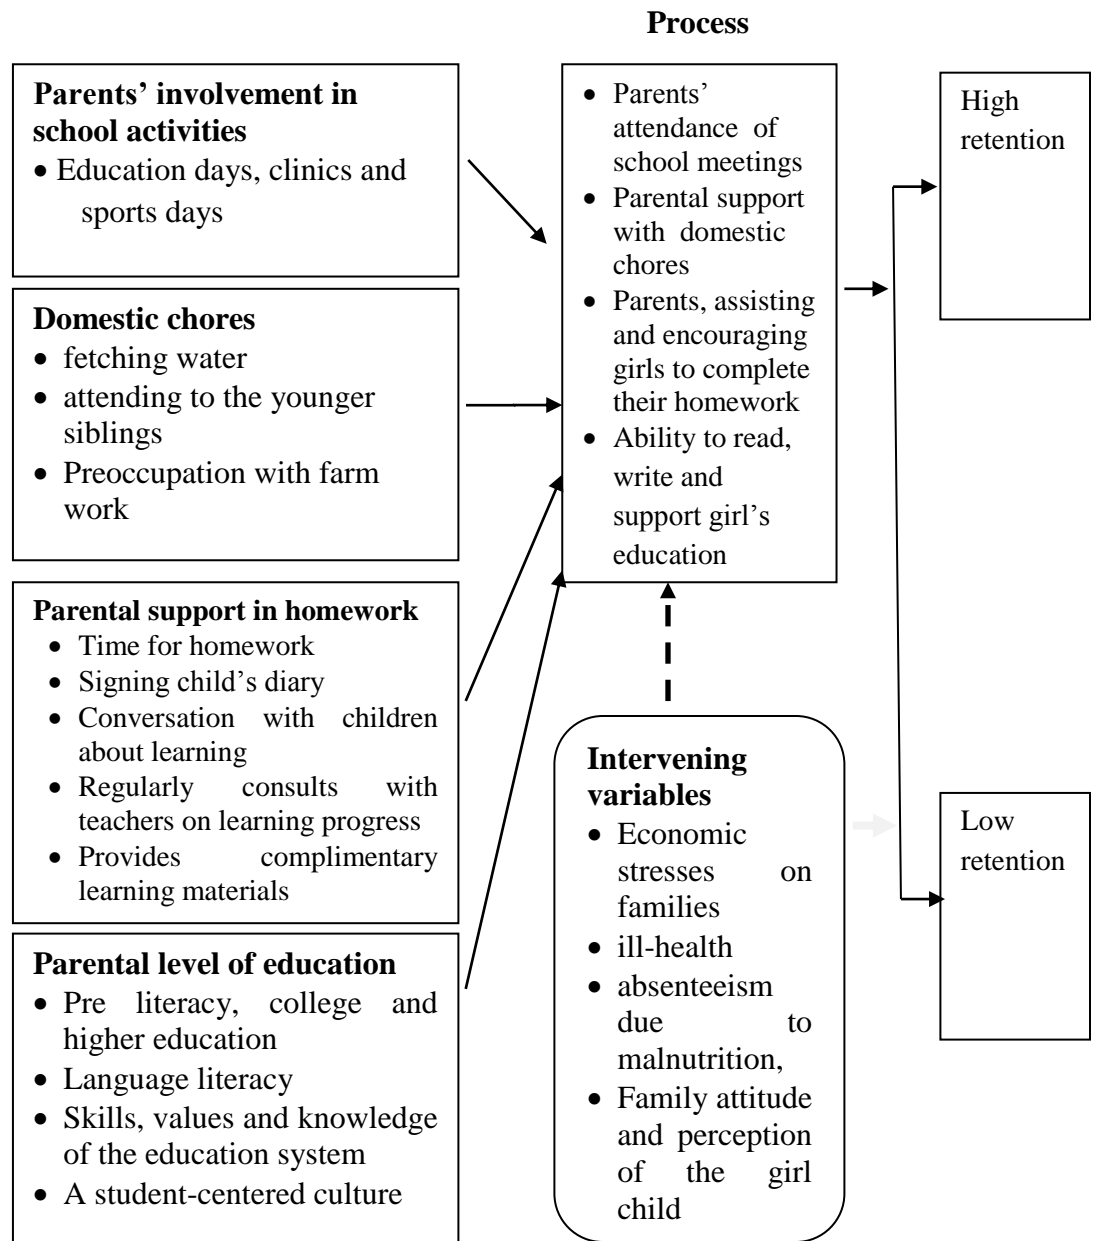 Process
Parents’ involvement in
school activities
• Education days, clinics and
sports days
Domestic chores
• fetching water
• attending to the younger
siblings
• Preoccupation with farm
work
Parental support in homework
• Time for homework
• Signing child’s diary
• Conversation with children
about learning
• Regularly consults with
teachers on learning progress
• Provides complimentary
learning materials
Parental level of education
• Pre literacy, college and
higher education
• Language literacy
• Skills, values and knowledge
of the education system
• A student-centered culture
• Parents’
attendance of
school meetings
• Parental support
with domestic
chores
• Parents, assisting
and encouraging
girls to complete
their homework
• Ability to read,
write and
support girl’s
education
Intervening
variables
• Economic
stresses on
families
• ill-health
• absenteeism
due to
malnutrition,
• Family attitude
and perception
of the girl
child
High
retention
Low
retention